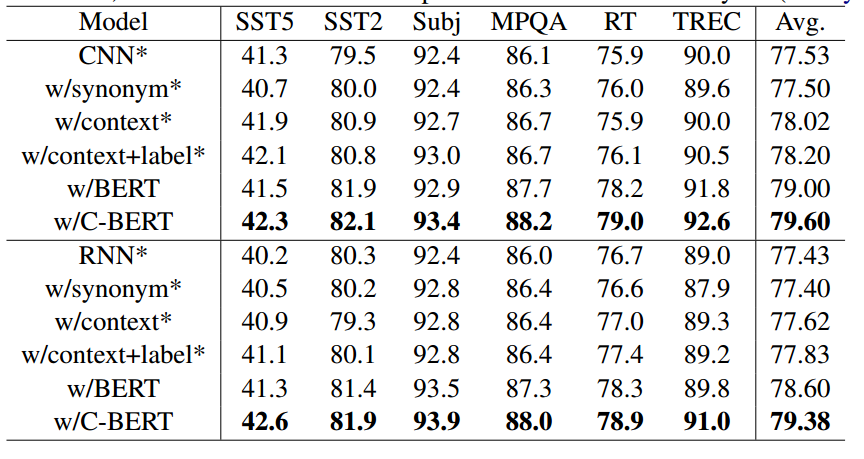 Model SST5 SST2 Subj MPQA RT TREC Avg.
CNN* 41.3 79.5 92.4 86.1 75.9 90.0 77.53
w/synonym* 40.7 80.0 92.4 86.3 76.0 89.6 77.50
w/context* 41.9 80.9 92.7 86.7 75.9 90.0 78.02
w/context+label* 42.1 80.8 93.0 86.7 76.1 90.5 78.20
w/BERT 41.5 81.9 92.9 87.7 78.2 91.8 79.00
w/C-BERT 42.3 82.1 93.4 88.2 79.0 92.6 79.60
RNN* 40.2 80.3 92.4 86.0 76.7 89.0 77.43
w/synonym* 40.5 80.2 92.8 86.4 76.6 87.9 77.40
w/context* 40.9 79.3 92.8 86.4 77.0 89.3 77.62
w/context+label* 41.1 80.1 92.8 86.4 77.4 89.2 77.83
w/BERT 41.3 81.4 93.5 87.3 78.3 89.8 78.60
w/C-BERT 42.6 81.9 93.9 88.0 78.9 91.0 79.38